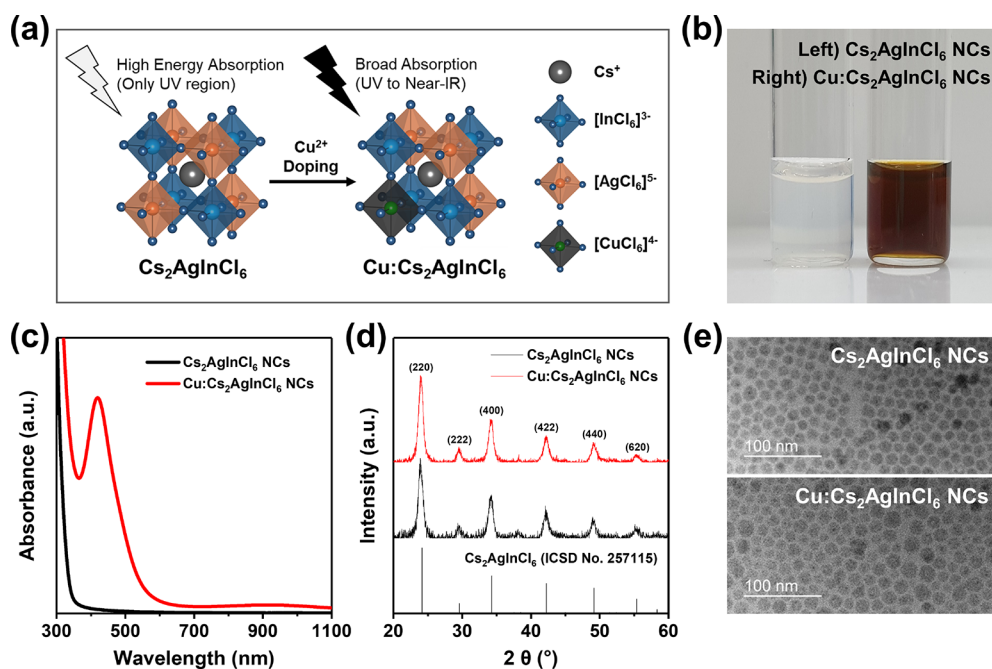 (a)
High Energy Absorption
(Only UV region)
Broad Absorption
(UV to Near-IR)
Cu²⁺
Doping
Cs₂AgInCl₆
Cu:Cs₂AgInCl₆
Cs⁺
[InCl₆]³⁻
[AgCl₆]⁵⁻
[CuCl₆]⁴⁻
(b)
Left) Cs₂AgInCl₆ NCs
Right) Cu:Cs₂AgInCl₆ NCs
(c)
Absorbance (a.u.)
Cs₂AgInCl₆ NCs
Cu:Cs₂AgInCl₆ NCs
300 500 700 900 1100
Wavelength (nm)
(d)
Intensity (a.u.)
Cs₂AgInCl₆ NCs
Cu:Cs₂AgInCl₆ NCs
(220)
(222)
(400)
(422)
(440)
(620)
Cs₂AgInCl₆ (ICSD No. 257115)
20 30 40 50 60
2 θ (°)
(e)
Cs₂AgInCl₆ NCs
100 nm
Cu:Cs₂AgInCl₆ NCs
100 nm